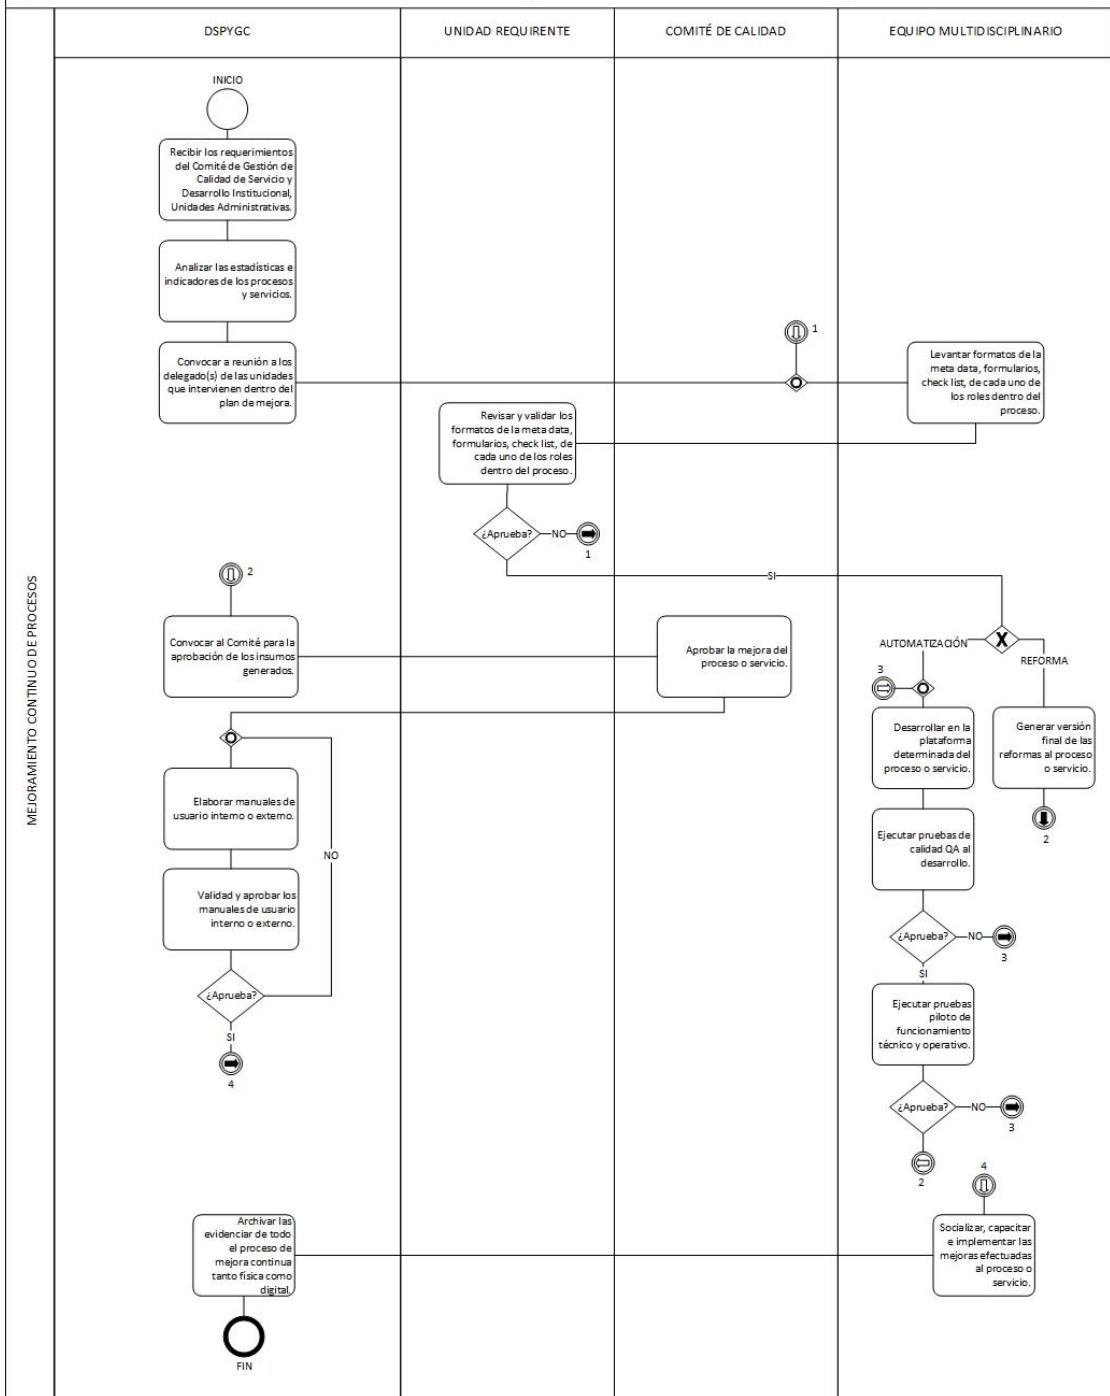 DSPYGC
UNIDAD REQUIRENTE
COMITÉ DE CALIDAD
EQUIPO MULTIDISCIPLINARIO
MEJORAMIENTO CONTINUO DE PROCESOS
INICIO
Recibir los requerimientos
del Comité de Gestión de
Calidad de Servicio y
Desarrollo Institucional,
Unidades Administrativas.
Analizar las estadísticas e
indicadores de los procesos
y servicios.
Convocar a reunión a los
delegado(s) de las unidades
que intervienen dentro del
plan de mejora.
1
Levantar formatos de la
meta data, formularios,
check list, de cada uno de
los roles dentro del
proceso.
Revisar y validar los
formatos de la meta data,
formularios, check list, de
cada uno de los roles
dentro del proceso.
¿Aprueba?
NO
1
SI
2
Convocar al Comité para la
aprobación de los insumos
generados.
Aprobar la mejora del
proceso o servicio.
X
AUTOMATIZACIÓN
REFORMA
3
Desarrollar en la
plataforma
determinada del
proceso o servicio.
Generar versión
final de las
reformas al proceso
o servicio.
2
Elaborar manuales de
usuario interno o externo.
NO
Validad y aprobar los
manuales de usuario
interno o externo.
¿Aprueba?
SI
4
Ejecutar pruebas de
calidad QA al
desarrollo.
¿Aprueba?
NO
3
SI
Ejecutar pruebas
piloto de
funcionamiento
técnico y operativo.
¿Aprueba?
NO
3
2
4
Socializar, capacitar
e implementar las
mejoras efectuadas
al proceso o
servicio.
Archivar las
evidenciar de todo
el proceso de
mejora continua
tanto física como
digital.
FIN